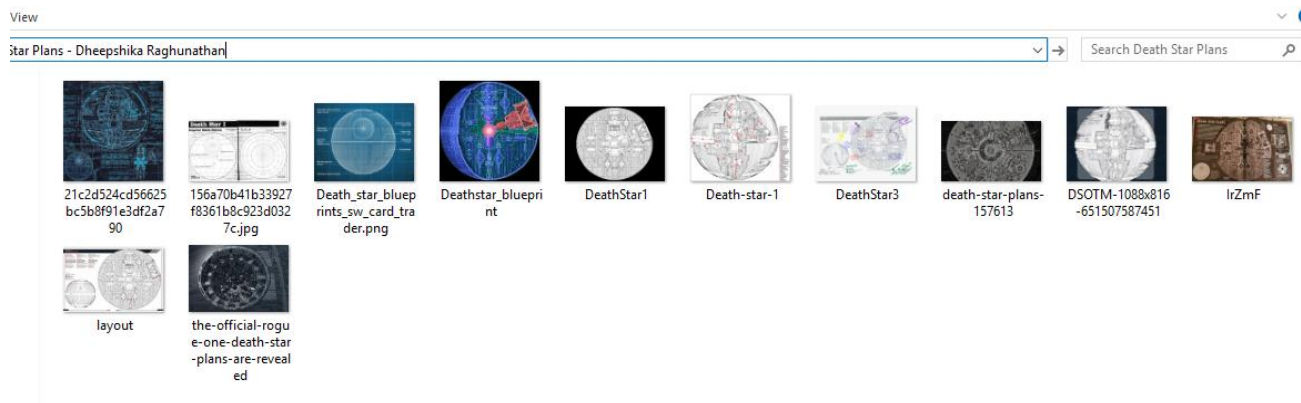 View
Star Plans - Dheepshika Raghunathan
Search Death Star Plans
21c2d524cd56625
bc5b8f91e3df2a7
90
156a70b41b33927
f8361b8c923d032
7c.jpg
Death_star_bluep
rints_sw_card_tra
der.png
Deathstar_bluepri
nt
DeathStar1
Death-star-1
DeathStar3
death-star-plans-
157613
DSOTM-1088x816
-651507587451
IrZmF
layout
the-official-rogu
e-one-death-star
-plans-are-reveal
ed